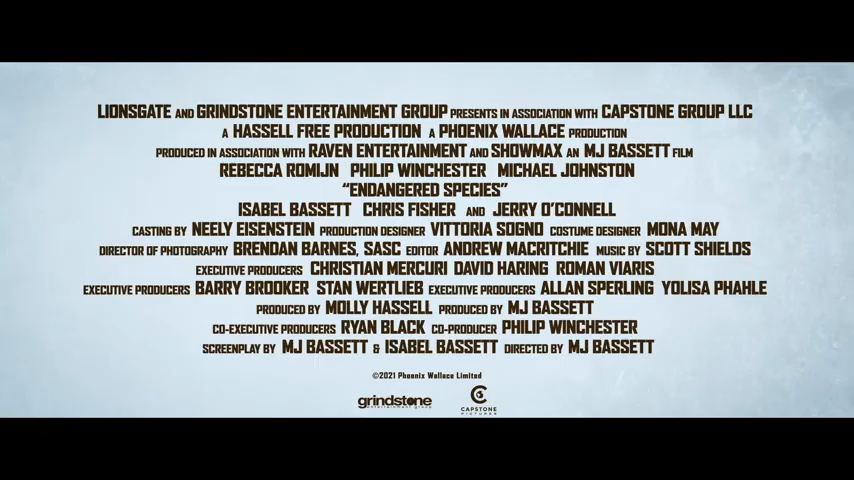 LIONSGATE AND GRINDSTONE ENTERTAINMENT GROUP PRESENTS IN ASSOCIATION WITH CAPSTONE GROUP LLC
A HASSELL FREE PRODUCTION A PHOENIX WALLACE PRODUCTION
PRODUCED IN ASSOCIATION WITH RAVEN ENTERTAINMENT AND SHOWMAX AN MJ BASSETT FILM
REBECCA ROMIJN PHILIP WINCHESTER MICHAEL JOHNSTON
“ENDANGERED SPECIES”
ISABEL BASSETT CHRIS FISHER AND JERRY O’CONNELL
CASTING BY NEELY EISENSTEIN PRODUCTION DESIGNER VITTORIA SOGNO COSTUME DESIGNER MONA MAY
DIRECTOR OF PHOTOGRAPHY BRENDAN BARNES, SASC EDITOR ANDREW MACRITCHIE MUSIC BY SCOTT SHIELDS
EXECUTIVE PRODUCERS CHRISTIAN MERCURI DAVID HARING ROMAN VIARIS
EXECUTIVE PRODUCERS BARRY BROOKER STAN WERTLIEB EXECUTIVE PRODUCERS ALLAN SPERLING YOLISA PHAHLE
PRODUCED BY MOLLY HASSELL PRODUCED BY MJ BASSETT
CO-EXECUTIVE PRODUCERS RYAN BLACK CO-PRODUCER PHILIP WINCHESTER
SCREENPLAY BY MJ BASSETT & ISABEL BASSETT DIRECTED BY MJ BASSETT
©2021 Phoenix Wallace Limited
grindstone
entertainment group
CAPSTONE
PICTURES